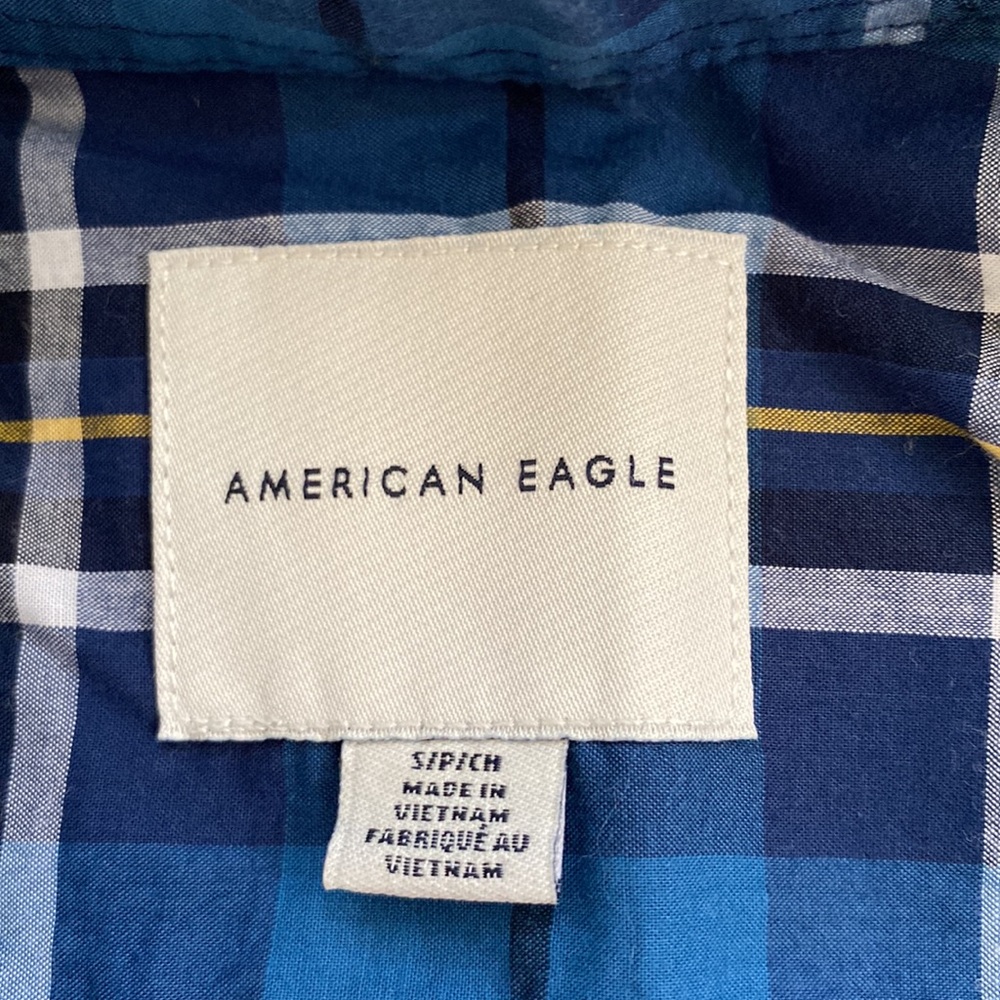 AMERICAN EAGLE
S/P/CH
MADE IN
VIETNAM
FABRIQUÉ AU
VIETNAM